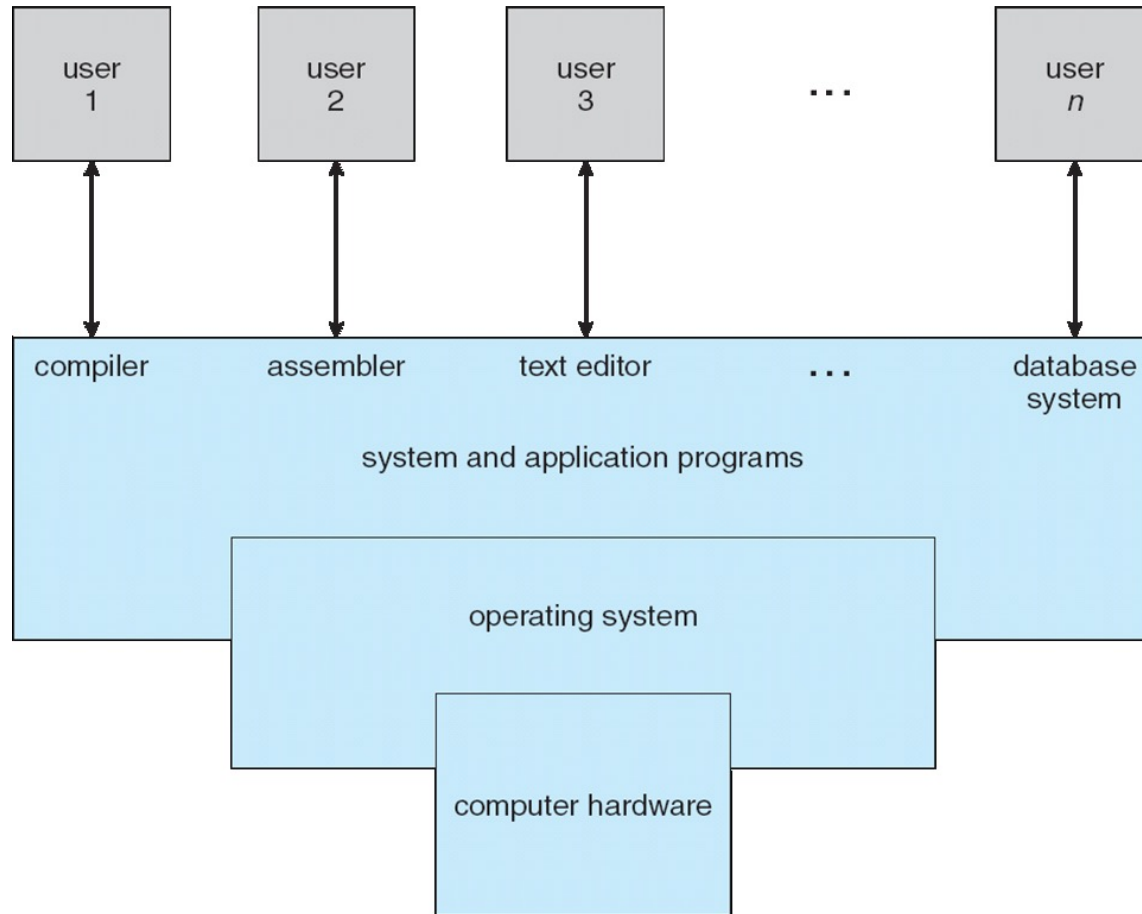 user
1
user
2
user
3
...
user
n
compiler
assembler
text editor
...
database
system
system and application programs
operating system
computer hardware